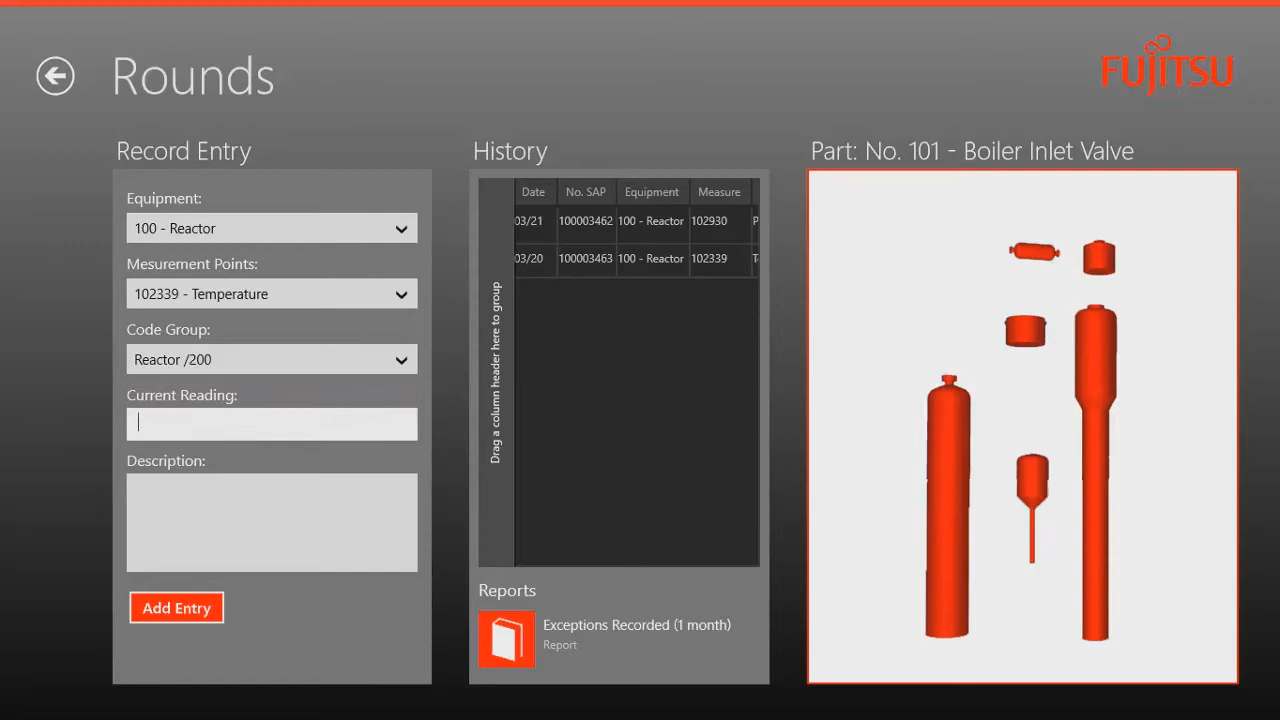 Rounds
FUJITSU
Record Entry
Equipment:
100 - Reactor
Mesurement Points:
102339 - Temperature
Code Group:
Reactor /200
Current Reading:
Description:
Add Entry
History
Drag a column header here to group
Date No. SAP Equipment Measure
03/21 100003462 100 - Reactor 102930 P
03/20 100003463 100 - Reactor 102339 T
Reports
Exceptions Recorded (1 month)
Report
Part: No. 101 - Boiler Inlet Valve